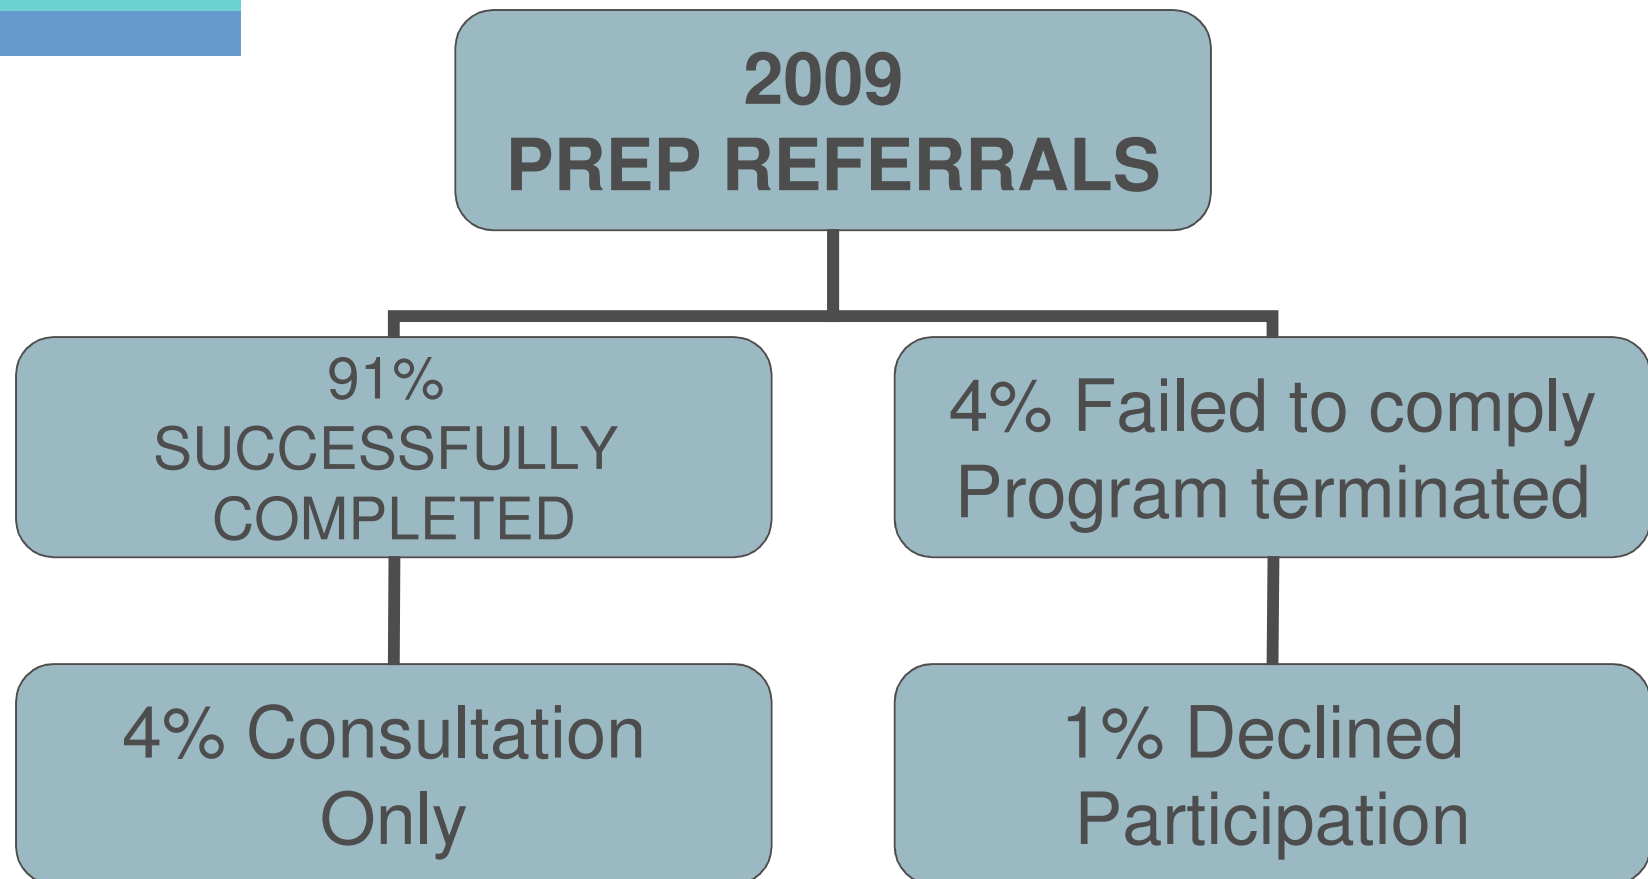 2009
PREP REFERRALS
91%
SUCCESSFULLY
COMPLETED
4% Failed to comply
Program terminated
4% Consultation
Only
1% Declined
Participation